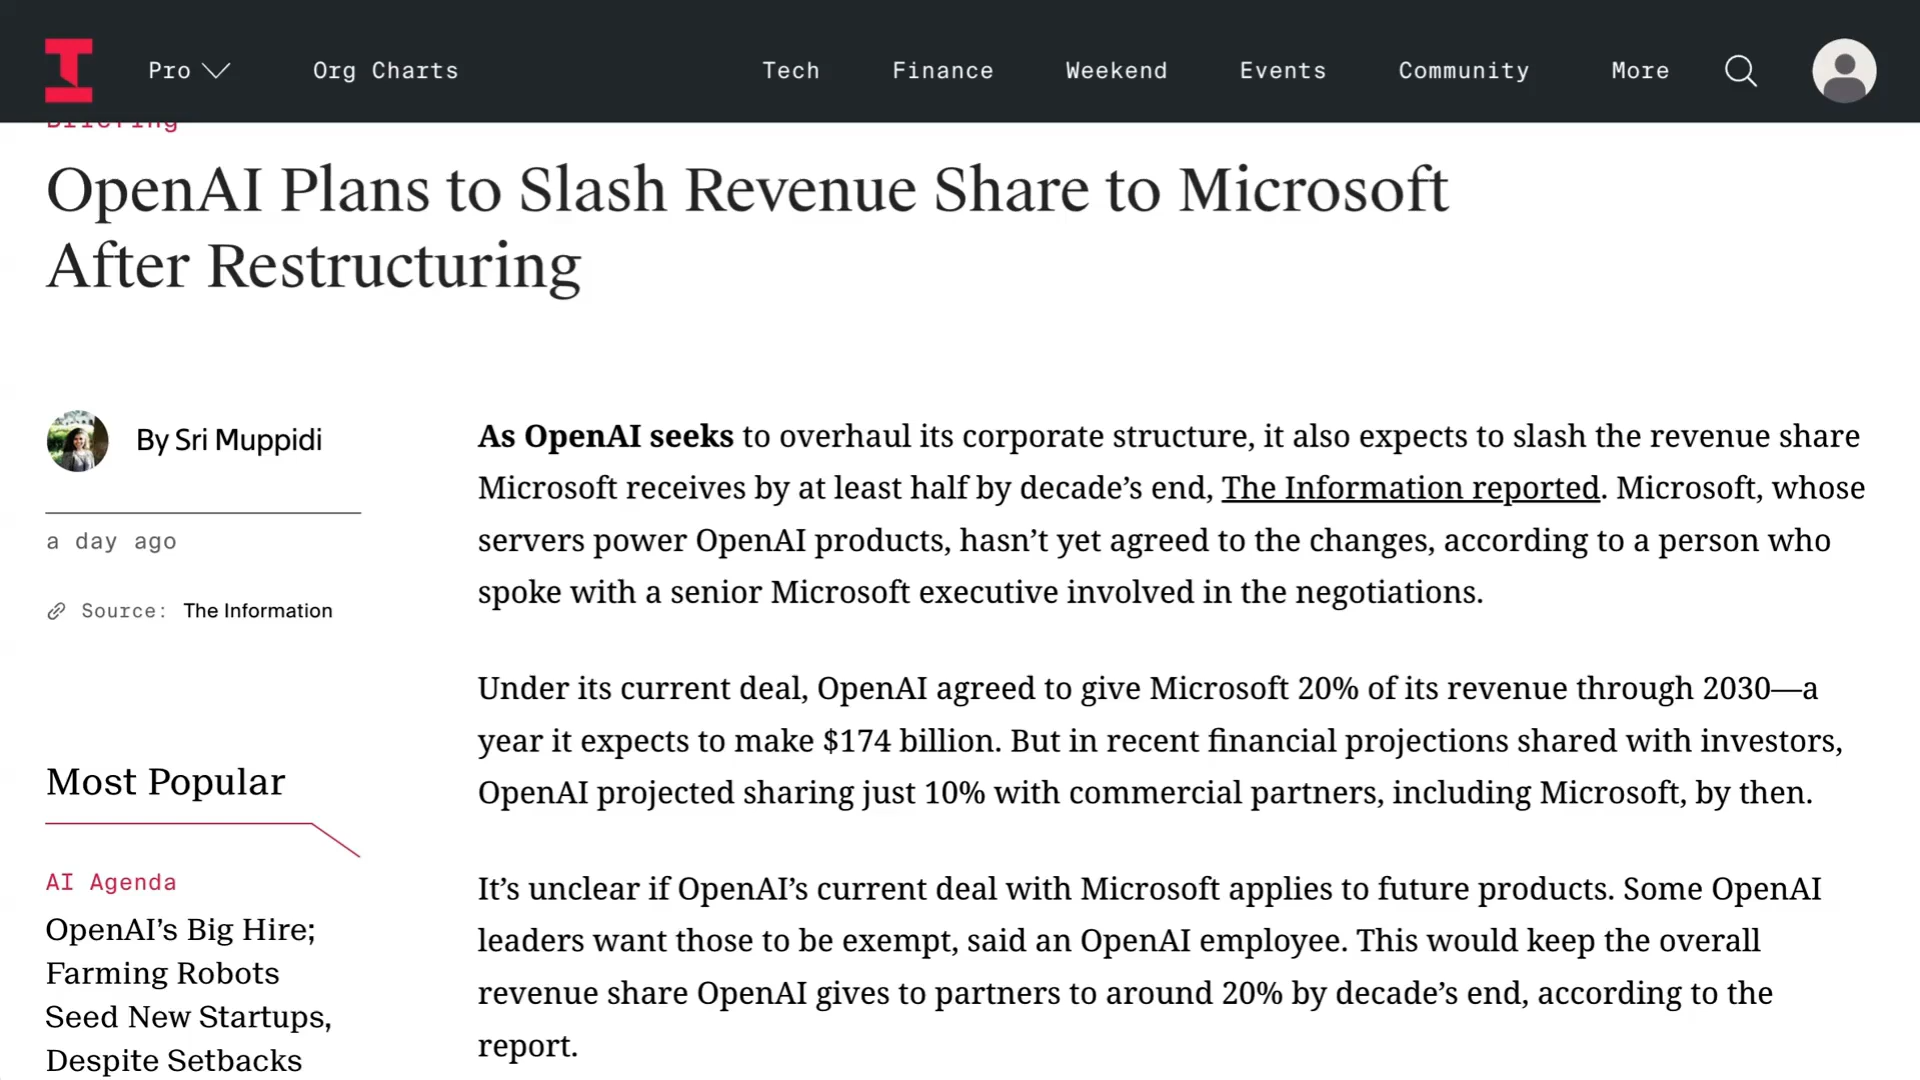 Pro
Org Charts
Tech
Finance
Weekend
Events
Community
More
Briefing
OpenAI Plans to Slash Revenue Share to Microsoft
After Restructuring
By Sri Muppidi
a day ago
Source: The Information
As OpenAI seeks to overhaul its corporate structure, it also expects to slash the revenue share
Microsoft receives by at least half by decade’s end, The Information reported. Microsoft, whose
servers power OpenAI products, hasn’t yet agreed to the changes, according to a person who
spoke with a senior Microsoft executive involved in the negotiations.
Under its current deal, OpenAI agreed to give Microsoft 20% of its revenue through 2030—a
year it expects to make $174 billion. But in recent financial projections shared with investors,
OpenAI projected sharing just 10% with commercial partners, including Microsoft, by then.
It’s unclear if OpenAI’s current deal with Microsoft applies to future products. Some OpenAI
leaders want those to be exempt, said an OpenAI employee. This would keep the overall
revenue share OpenAI gives to partners to around 20% by decade’s end, according to the
report.
Most Popular
AI Agenda
OpenAI’s Big Hire;
Farming Robots
Seed New Startups,
Despite Setbacks